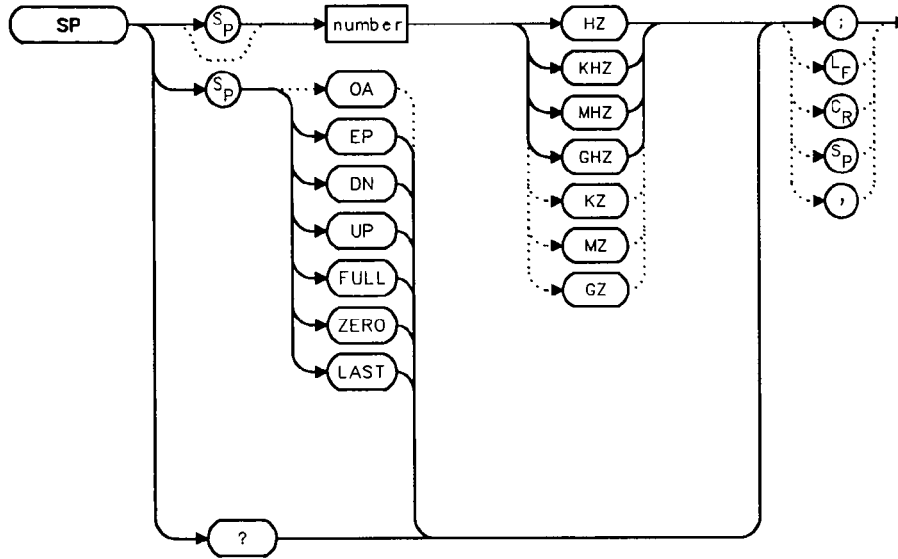 SP
SP
number
HZ
;
KHZ
LF
SP
OA
MHZ
CR
EP
GHZ
SP
DN
KZ
,
UP
MZ
FULL
GZ
ZERO
LAST
?